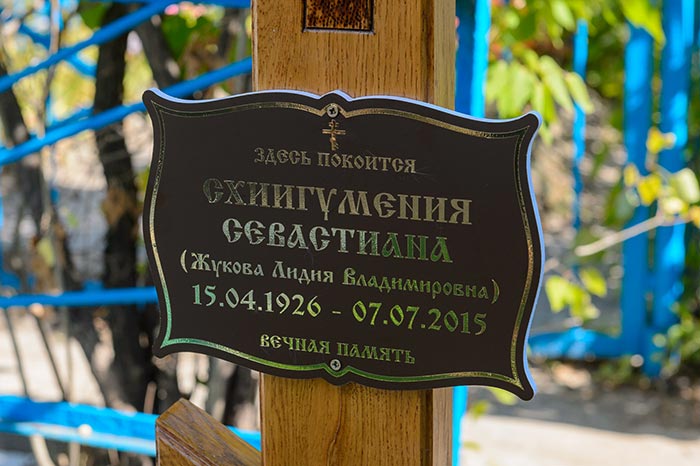 ЗДЕСЬ ПОКОИТСЯ
СХИИГУМЕНИЯ
СЕВАСТИАНА
(Жукова Лидия Владимировна)
15.04.1926 - 07.07.2015
ВЕЧНАЯ ПАМЯТЬ